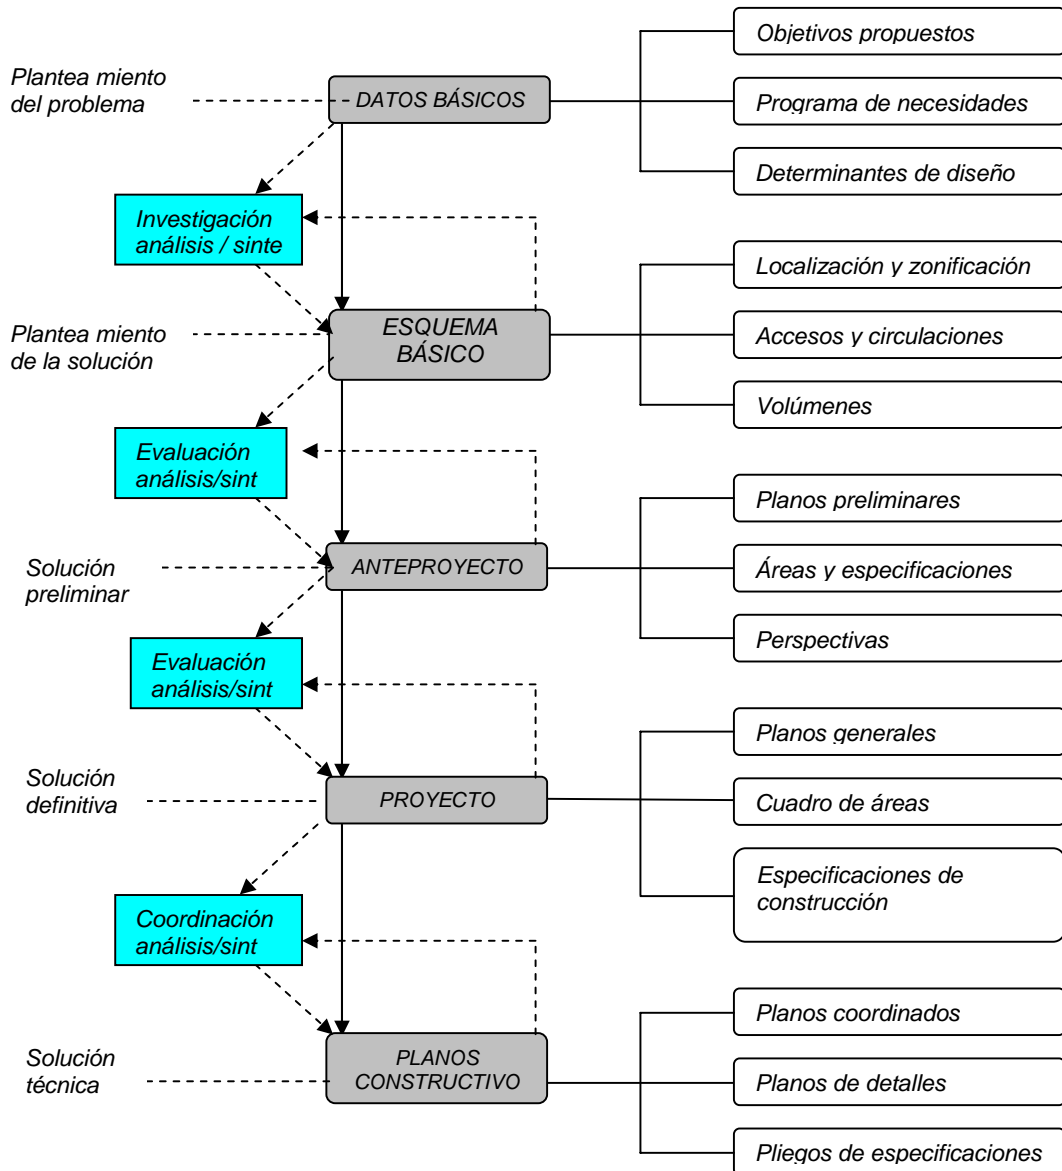 Objetivos propuestos
Plantea miento
del problema
DATOS BÁSICOS
Programa de necesidades
Determinantes de diseño
Investigación
análisis / sinte
Localización y zonificación
Plantea miento
de la solución
ESQUEMA
BÁSICO
Accesos y circulaciones
Volúmenes
Evaluación
análisis/sint
Planos preliminares
Solución
preliminar
ANTEPROYECTO
Áreas y especificaciones
Perspectivas
Evaluación
análisis/sint
Planos generales
Solución
definitiva
PROYECTO
Cuadro de áreas
Especificaciones de
construcción
Coordinación
análisis/sint
Planos coordinados
Solución
técnica
PLANOS
CONSTRUCTIVO
Planos de detalles
Pliegos de especificaciones